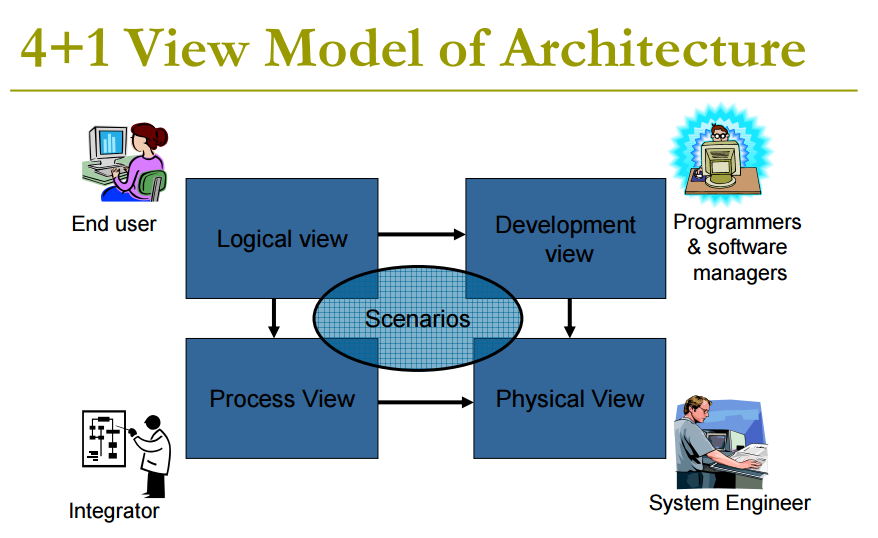 4+1 View Model of Architecture
End user
Logical view
Development
view
Programmers
& software
managers
Scenarios
Process View
Physical View
Integrator
System Engineer